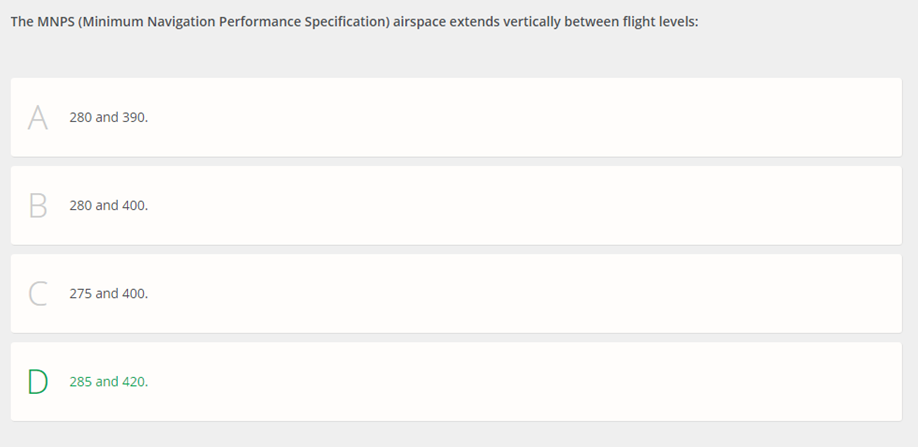 The MNPS (Minimum Navigation Performance Specification) airspace extends vertically between flight levels:
A 280 and 390.
B 280 and 400.
C 275 and 400.
D 285 and 420.